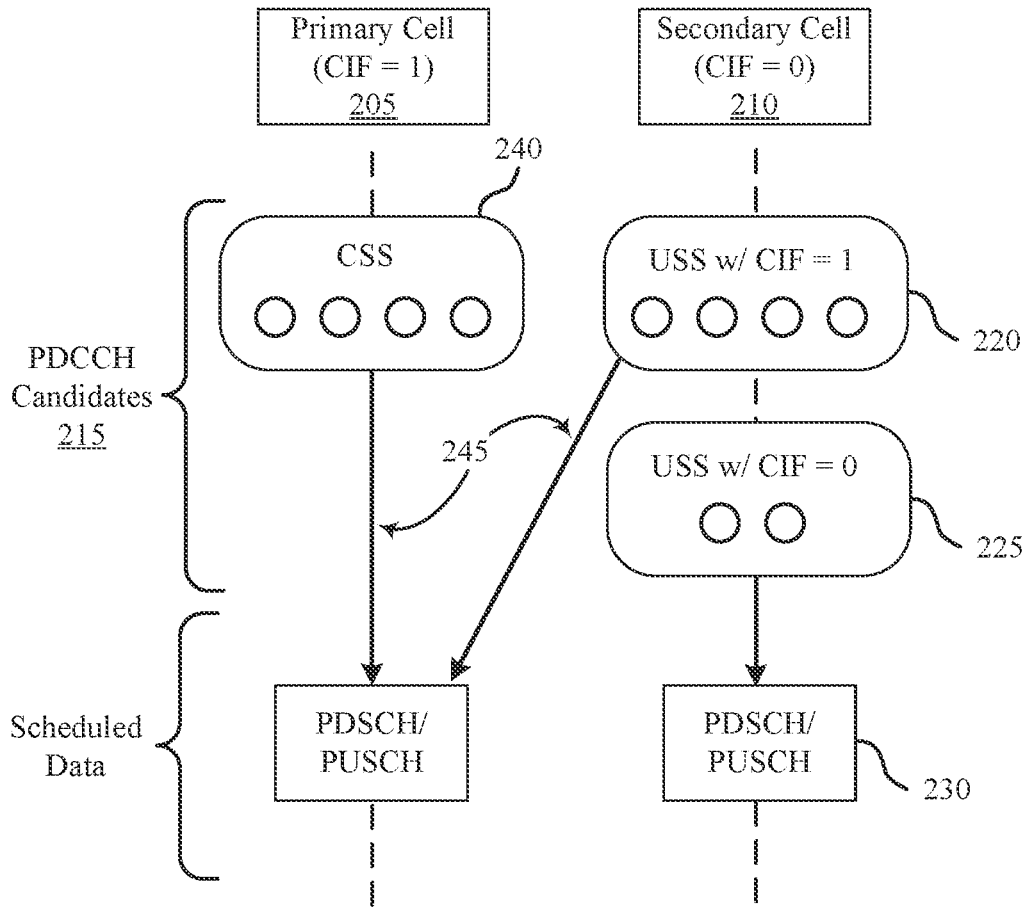 Primary Cell
(CIF = 1)
205
Secondary Cell
(CIF = 0)
210
240
CSS
USS w/ CIF = 1
220
PDCCH
Candidates
215
245
USS w/ CIF = 0
225
Scheduled
Data
PDSCH/
PUSCH
PDSCH/
PUSCH
230